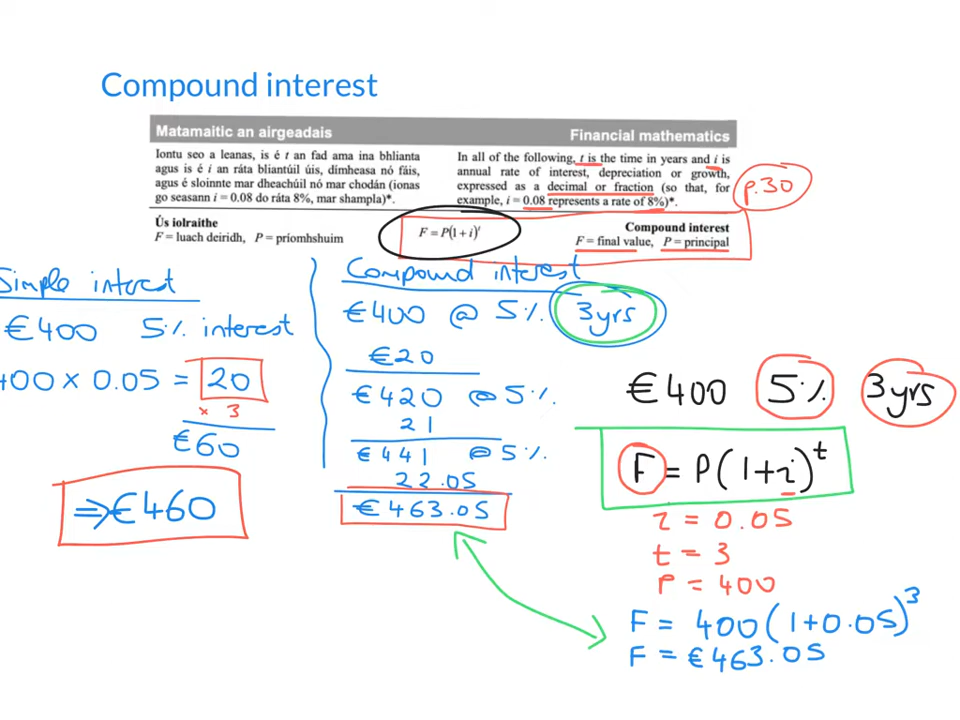 Compound interest
Matamaitic an airgeadais
Iontu seo a leanas, is é t an fad ama ina bhlianta
agus is é i an ráta bliantúil úis, dímheasa nó fáis,
agus é sloinnte mar dheachúil nó mar chodán (ionas
go seasann i = 0.08 do ráta 8%, mar shampla)*.
Financial mathematics
In all of the following, t is the time in years and i is
annual rate of interest, depreciation or growth,
expressed as a decimal or fraction (so that, for
example, i = 0.08 represents a rate of 8%)*.
p.30
Ús iolraithe
F = luach deiridh, P = príomhshuim
F = P(1 + i)^t
Compound interest
F = final value, P = principal
Simple interest
€400 5% interest
400 x 0.05 = 20
x 3
€60
⇒€460
Compound interest
€400 @ 5% 3yrs
€20
€420 @ 5%
21
€441 @ 5%
22.05
€463.05
€400 5% 3yrs
F = P(1+i)^t
i = 0.05
t = 3
P = 400
F = 400(1+0.05)^3
F = €463.05